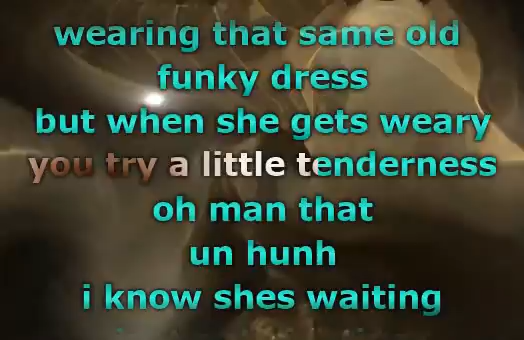 wearing that same old
funky dress
but when she gets weary
you try a little tenderness
oh man that
un hunh
i know shes waiting